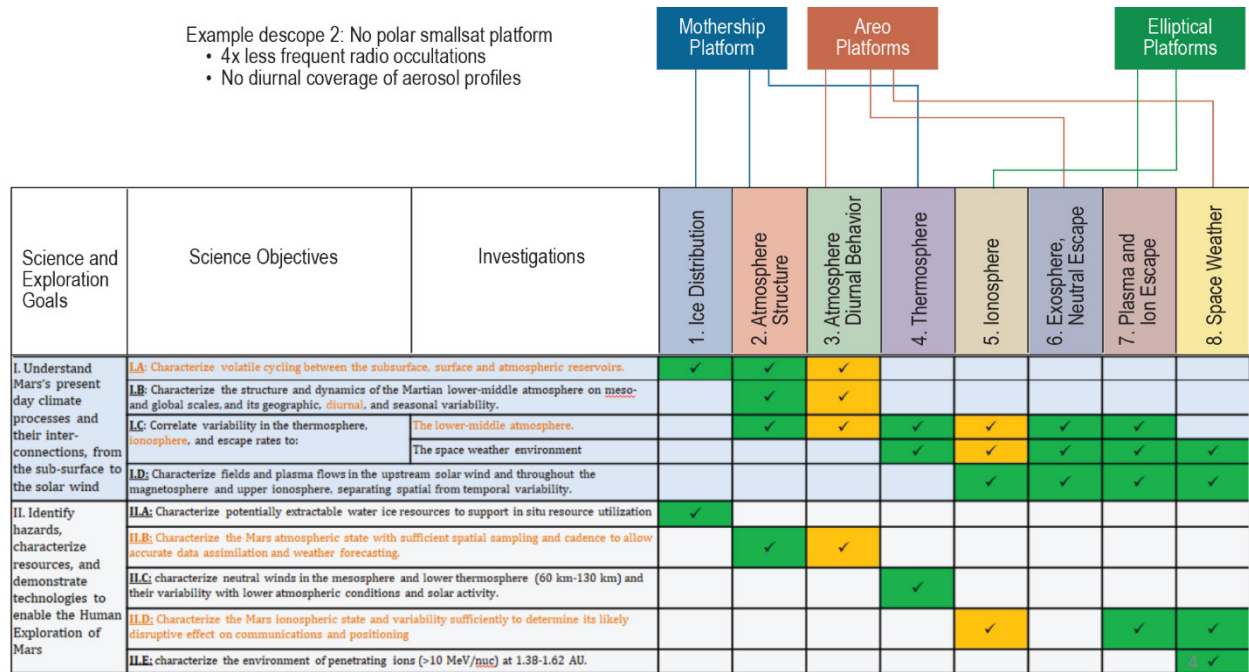 Example descope 2: No polar smallsat platform
• 4x less frequent radio occultations
• No diurnal coverage of aerosol profiles
Mothership
Platform
Areo
Platforms
Elliptical
Platforms
Science and
Exploration
Goals
Science Objectives
Investigations
1. Ice Distribution
2. Atmosphere
Structure
3. Atmosphere
Diurnal Behavior
4. Thermosphere
5. Ionosphere
6. Exosphere,
Neutral Escape
7. Plasma and
Ion Escape
8. Space Weather
I. Understand
Mars's present
day climate
processes and
their inter-
connections, from
the sub-surface to
the solar wind
I.A: Characterize volatile cycling between the subsurface, surface and atmospheric reservoirs.
✓ ✓ ✓
I.B: Characterize the structure and dynamics of the Martian lower-middle atmosphere on meso-
and global scales, and its geographic, diurnal, and seasonal variability.
✓ ✓
I.C: Correlate variability in the thermosphere,
ionosphere, and escape rates to:
The lower-middle atmosphere.
✓ ✓ ✓ ✓ ✓ ✓
The space weather environment
✓ ✓ ✓ ✓ ✓
I.D: Characterize fields and plasma flows in the upstream solar wind and throughout the
magnetosphere and upper ionosphere, separating spatial from temporal variability.
✓ ✓ ✓ ✓
II. Identify
hazards,
characterize
resources, and
demonstrate
technologies to
enable the Human
Exploration of
Mars
II.A: Characterize potentially extractable water ice resources to support in situ resource utilization
✓
II.B: Characterize the Mars atmospheric state with sufficient spatial sampling and cadence to allow
accurate data assimilation and weather forecasting.
✓ ✓
II.C: characterize neutral winds in the mesosphere and lower thermosphere (60 km-130 km) and
their variability with lower atmospheric conditions and solar activity.
✓
II.D: Characterize the Mars ionospheric state and variability sufficiently to determine its likely
disruptive effect on communications and positioning
✓ ✓ ✓
II.E: characterize the environment of penetrating ions (>10 MeV/nuc) at 1.38-1.62 AU.
4 ✓